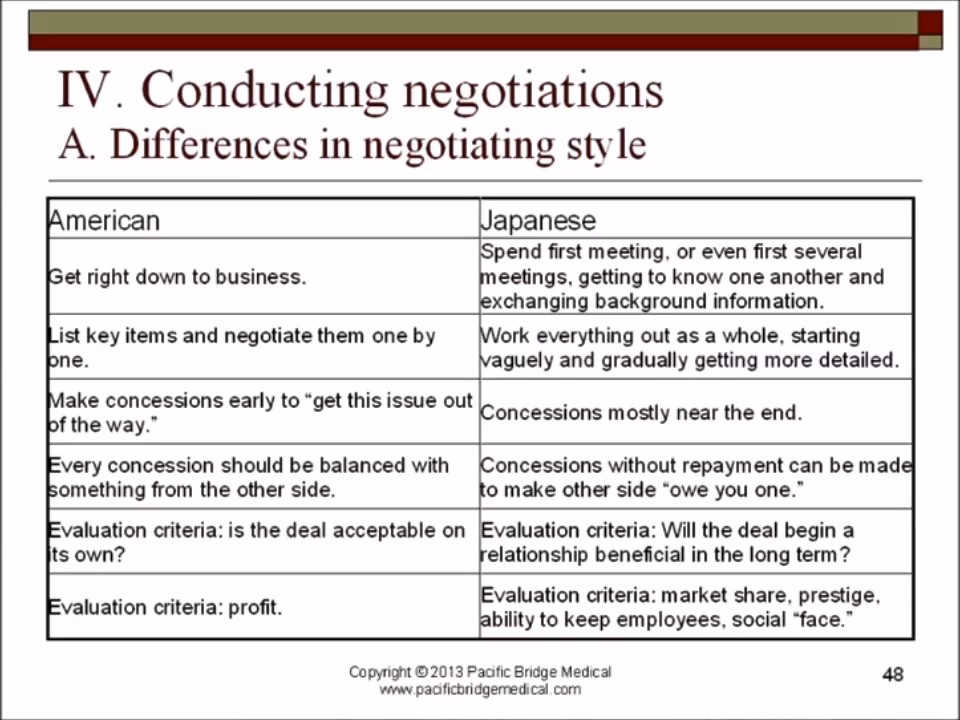 IV. Conducting negotiations
A. Differences in negotiating style
American
Japanese
Get right down to business.
Spend first meeting, or even first several
meetings, getting to know one another and
exchanging background information.
List key items and negotiate them one by
one.
Work everything out as a whole, starting
vaguely and gradually getting more detailed.
Make concessions early to “get this issue out
of the way.”
Concessions mostly near the end.
Every concession should be balanced with
something from the other side.
Concessions without repayment can be made
to make other side “owe you one.”
Evaluation criteria: is the deal acceptable on
its own?
Evaluation criteria: Will the deal begin a
relationship beneficial in the long term?
Evaluation criteria: profit.
Evaluation criteria: market share, prestige,
ability to keep employees, social “face.”
Copyright © 2013 Pacific Bridge Medical
www.pacificbridgemedical.com
48